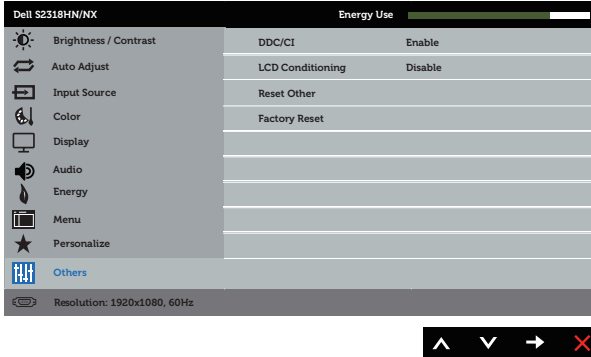 Dell S2318HN/NX
Energy Use
Brightness / Contrast
DDC/CI Enable
Auto Adjust
LCD Conditioning Disable
Input Source
Reset Other
Color
Factory Reset
Display
Audio
Energy
Menu
Personalize
Others
Resolution: 1920x1080, 60Hz